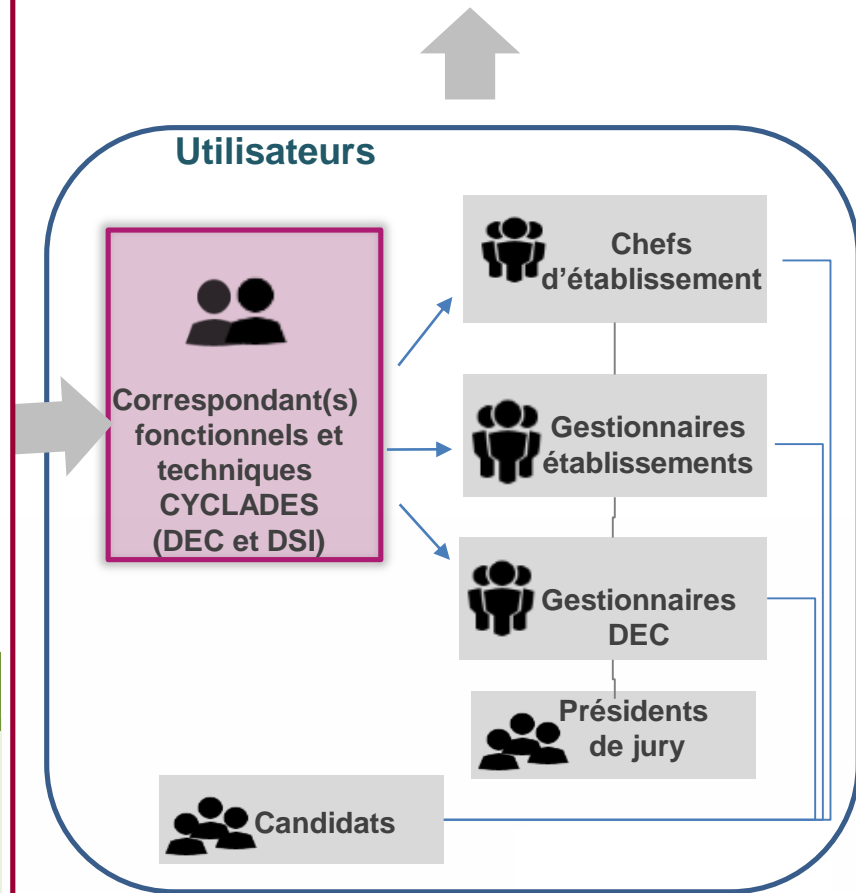 Utilisateurs
Correspondant(s)
fonctionnels et
techniques
CYCLADES
(DEC et DSI)
Chefs
d’établissement
Gestionnaires
établissements
Gestionnaires
DEC
Présidents
de jury
Candidats